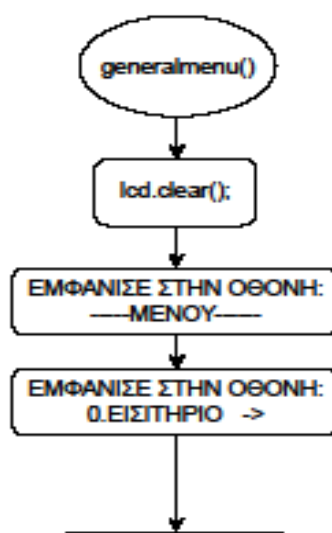 generalmenu()
lcd.clear();
ΕΜΦΑΝΙΣΕ ΣΤΗΝ ΟΘΟΝΗ:
-----ΜΕΝΟΥ------
ΕΜΦΑΝΙΣΕ ΣΤΗΝ ΟΘΟΝΗ:
0.ΕΙΣΙΤΗΡΙΟ ->